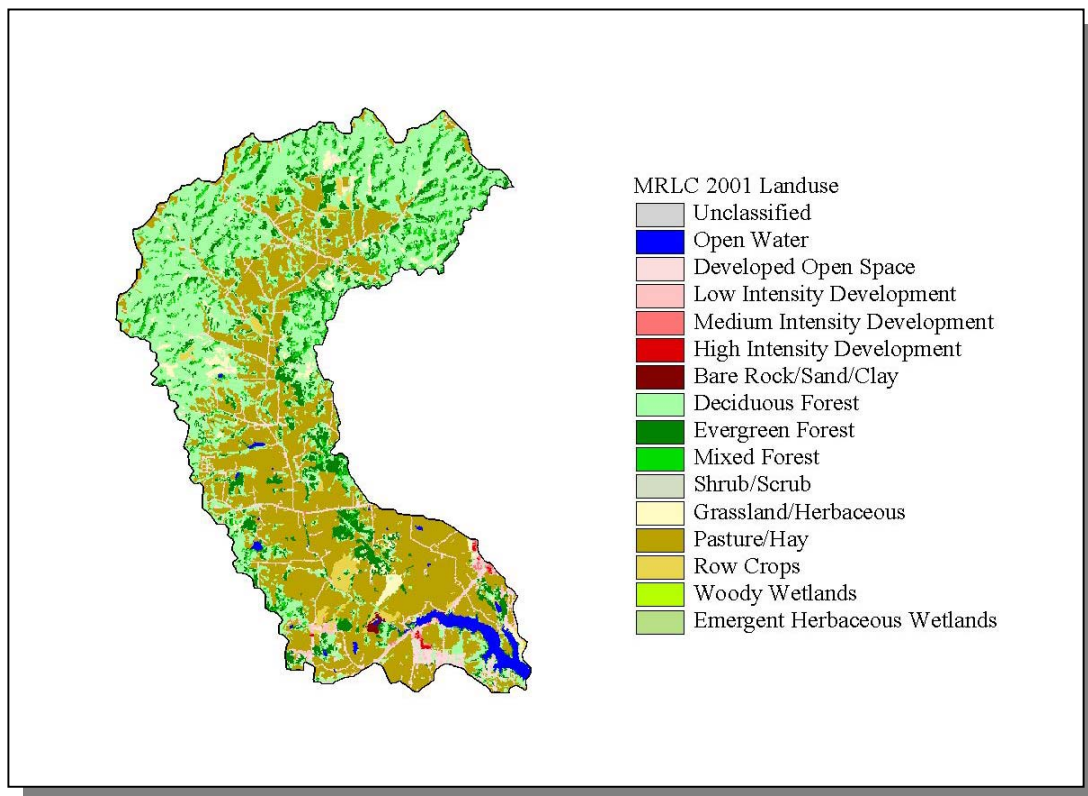 MRLC 2001 Landuse
Unclassified
Open Water
Developed Open Space
Low Intensity Development
Medium Intensity Development
High Intensity Development
Bare Rock/Sand/Clay
Deciduous Forest
Evergreen Forest
Mixed Forest
Shrub/Scrub
Grassland/Herbaceous
Pasture/Hay
Row Crops
Woody Wetlands
Emergent Herbaceous Wetlands